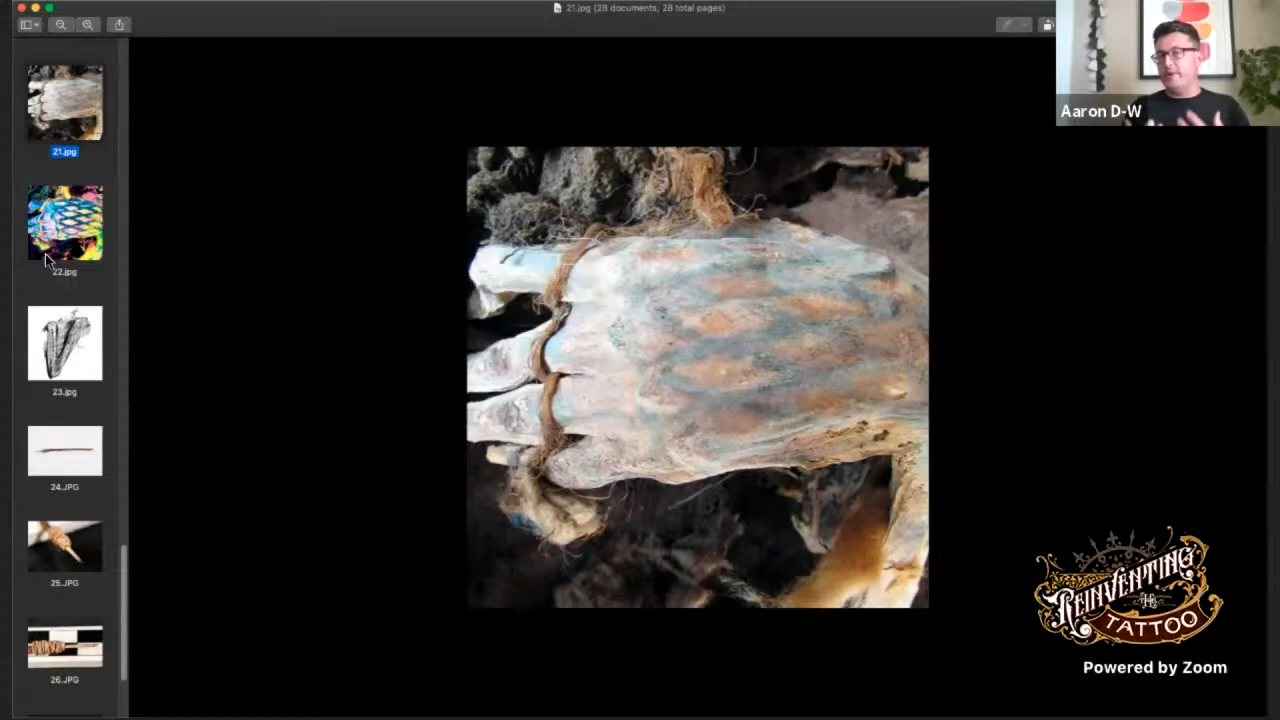 21.jpg (28 documents, 28 total pages)
21.jpg
22.jpg
23.jpg
24.JPG
25.JPG
26.JPG
Aaron D-W
REINVENTING
THE
TATTOO
Powered by Zoom